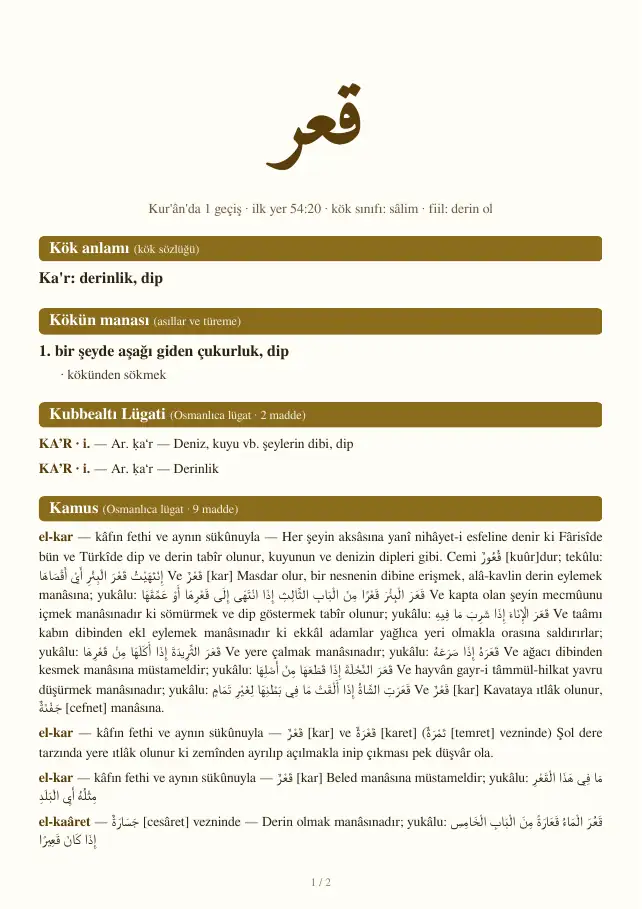 قعر
Kur'ân'da 1 geçiş · ilk yer 54:20 · kök sınıfı: sâlim · fiil: derin ol
Kök anlamı (kök sözlüğü)
Ka'r: derinlik, dip
Kökün manası (asıllar ve türeme)
1. bir şeyde aşağı giden çukurluk, dip
· kökünden sökmek
Kubbealtı Lügati (Osmanlıca lügat · 2 madde)
KA’R · i. — Ar. ḳa‘r — Deniz, kuyu vb. şeylerin dibi, dip
KA’R · i. — Ar. ḳa‘r — Derinlik
Kamus (Osmanlıca lügat · 9 madde)
el-kar — kâfın fethi ve aynın sükûnuyla — Her şeyin aksâsına yanî nihâyet-i esfeline denir ki Fârisîde
bün ve Türkîde dip ve derin tabîr olunur, kuyunun ve denizin dipleri gibi. Cemi قُعُورٌ [kuûr]dur; tekûlu:
إِنْتَهَيْتُ قَعْرَ الْبِئْرِ أَيْ أَقْصَاهَا Ve قَعْرٌ [kar] Masdar olur, bir nesnenin dibine erişmek, alâ-kavlin derin eylemek
manâsına; yukâlu: قَعَرَ الْبِئْرَ قَعْرًا مِنَ الْبَابِ الثَّالِثِ إِذَا انْتَهَى إِلَى قَعْرِهَا أَوْ عَمَّقَهَا Ve kapta olan şeyin mecmûunu
içmek manâsınadır ki sömürmek ve dip göstermek tabîr olunur; yukâlu: قَعَرَ الْإِنَاءَ إِذَا شَرِبَ مَا فِيهِ Ve taâmı
kabın dibinden ekl eylemek manâsınadır ki ekkâl adamlar yağlıca yeri olmakla orasına saldırırlar;
yukâlu: قَعَرَ الثَّرِيدَةَ إِذَا أَكَلَهَا مِنْ قَعْرِهَا Ve yere çalmak manâsınadır; yukâlu: قَعَرَهُ إِذَا صَرَعَهُ Ve ağacı dibinden
kesmek manâsına müstameldir; yukâlu: قَعَرَ النَّخْلَةَ إِذَا قَطَعَهَا مِنْ أَصْلِهَا Ve hayvân gayr-i tâmmül-hilkat yavru
düşürmek manâsınadır; yukâlu: قَعَرَتِ الشَّاةُ إِذَا أَلْقَتْ مَا فِي بَطْنِهَا لِغَيْرِ تَمَامٍ Ve قَعْرٌ [kar] Kavataya ıtlâk olunur,
جَفْنَةٌ [cefnet] manâsına.
el-kar — kâfın fethi ve aynın sükûnuyla — قَعْرٌ [kar] ve قَعْرَةٌ [karet] (تَمْرَةٌ [temret] vezninde) Şol dere
tarzında yere ıtlâk olunur ki zemînden ayrılıp açılmakla inip çıkması pek düşvâr ola.
el-kar — kâfın fethi ve aynın sükûnuyla — قَعْرٌ [kar] Beled manâsına müstameldir; yukâlu: مَا فِي هَذَا الْقَعْرِ
مِثْلُهُ أَيِ الْبَلَدِ
el-kaâret — جَسَارَةٌ [cesâret] vezninde — Derin olmak manâsınadır; yukâlu: قَعُرَ الْمَاءُ قَعَارَةً مِنَ الْبَابِ الْخَامِسِ
إِذَا كَانَ قَعِيرًا
1 / 2